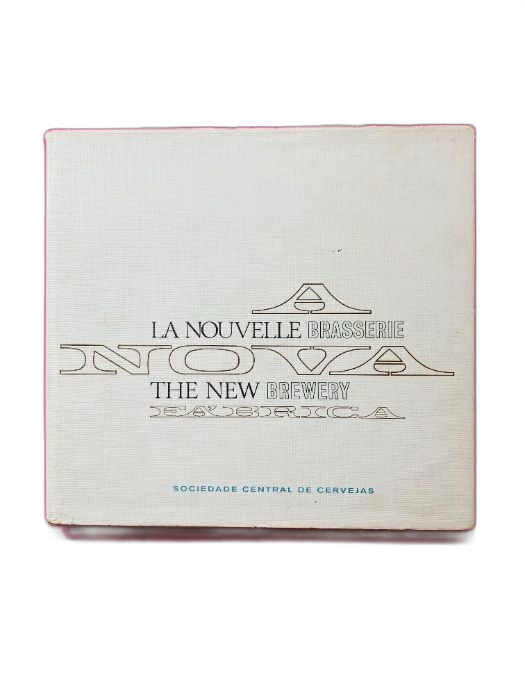 A
LA NOUVELLE BRASSERIE
NOVA
THE NEW BREWERY
FÁBRICA
SOCIEDADE CENTRAL DE CERVEJAS